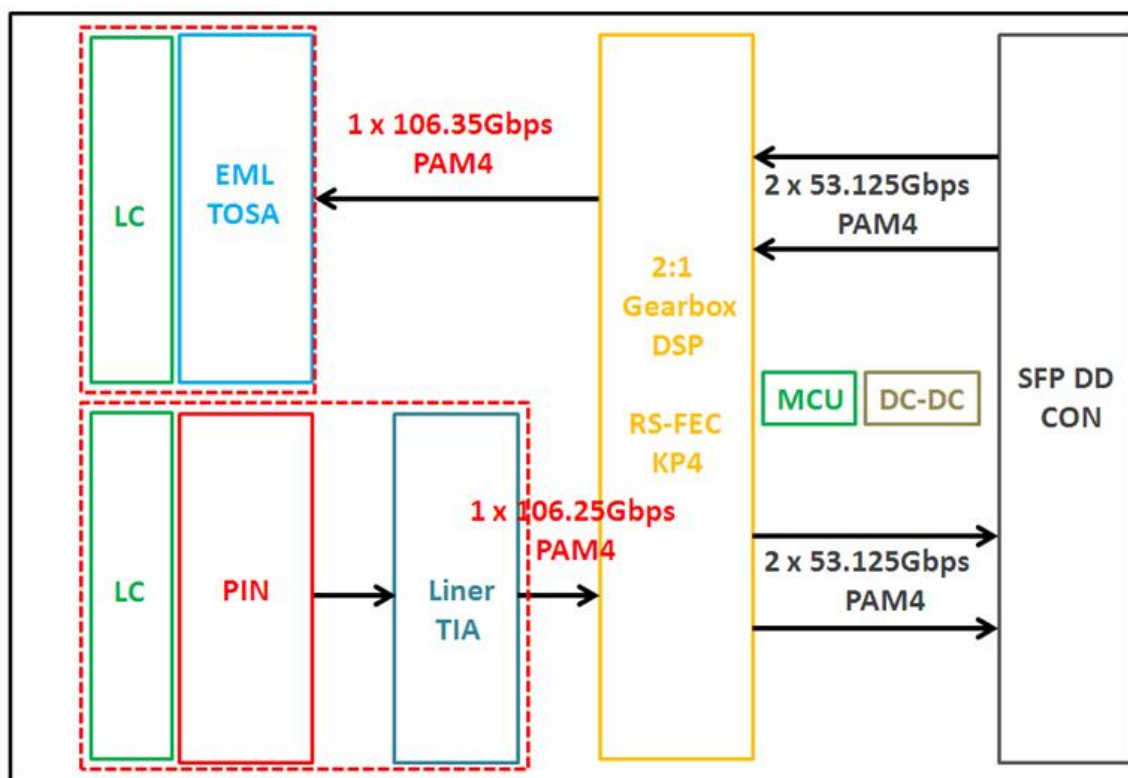 LC
EML
TOSA
1 x 106.35Gbps
PAM4
2:1
Gearbox
DSP
RS-FEC
KP4
2 x 53.125Gbps
PAM4
MCU
DC-DC
SFP DD
CON
LC
PIN
Liner
TIA
1 x 106.25Gbps
PAM4
2 x 53.125Gbps
PAM4